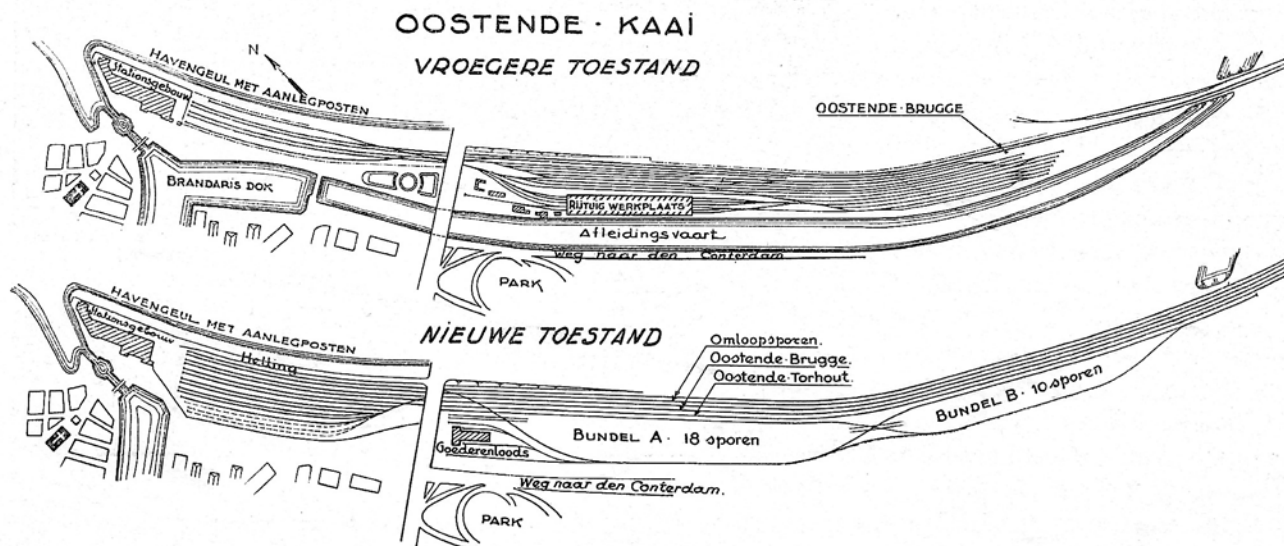 OOSTENDE · KAAI
VROEGERE TOESTAND
N
HAVENGEUL MET AANLEGPOSTEN
Stationsgebouw
OOSTENDE-BRUGGE
BRANDARIS DOK
RIJTUIG WERKPLAATS
Afleidingsvaart
Weg naar den Conterdam
PARK
NIEUWE TOESTAND
HAVENGEUL MET AANLEGPOSTEN
Stationsgebouw
Helling
Omloopsporen.
Oostende-Brugge.
Oostende-Torhout.
BUNDEL B · 10 sporen
BUNDEL A · 18 sporen
Goederenloods
Weg naar den Conterdam.
PARK